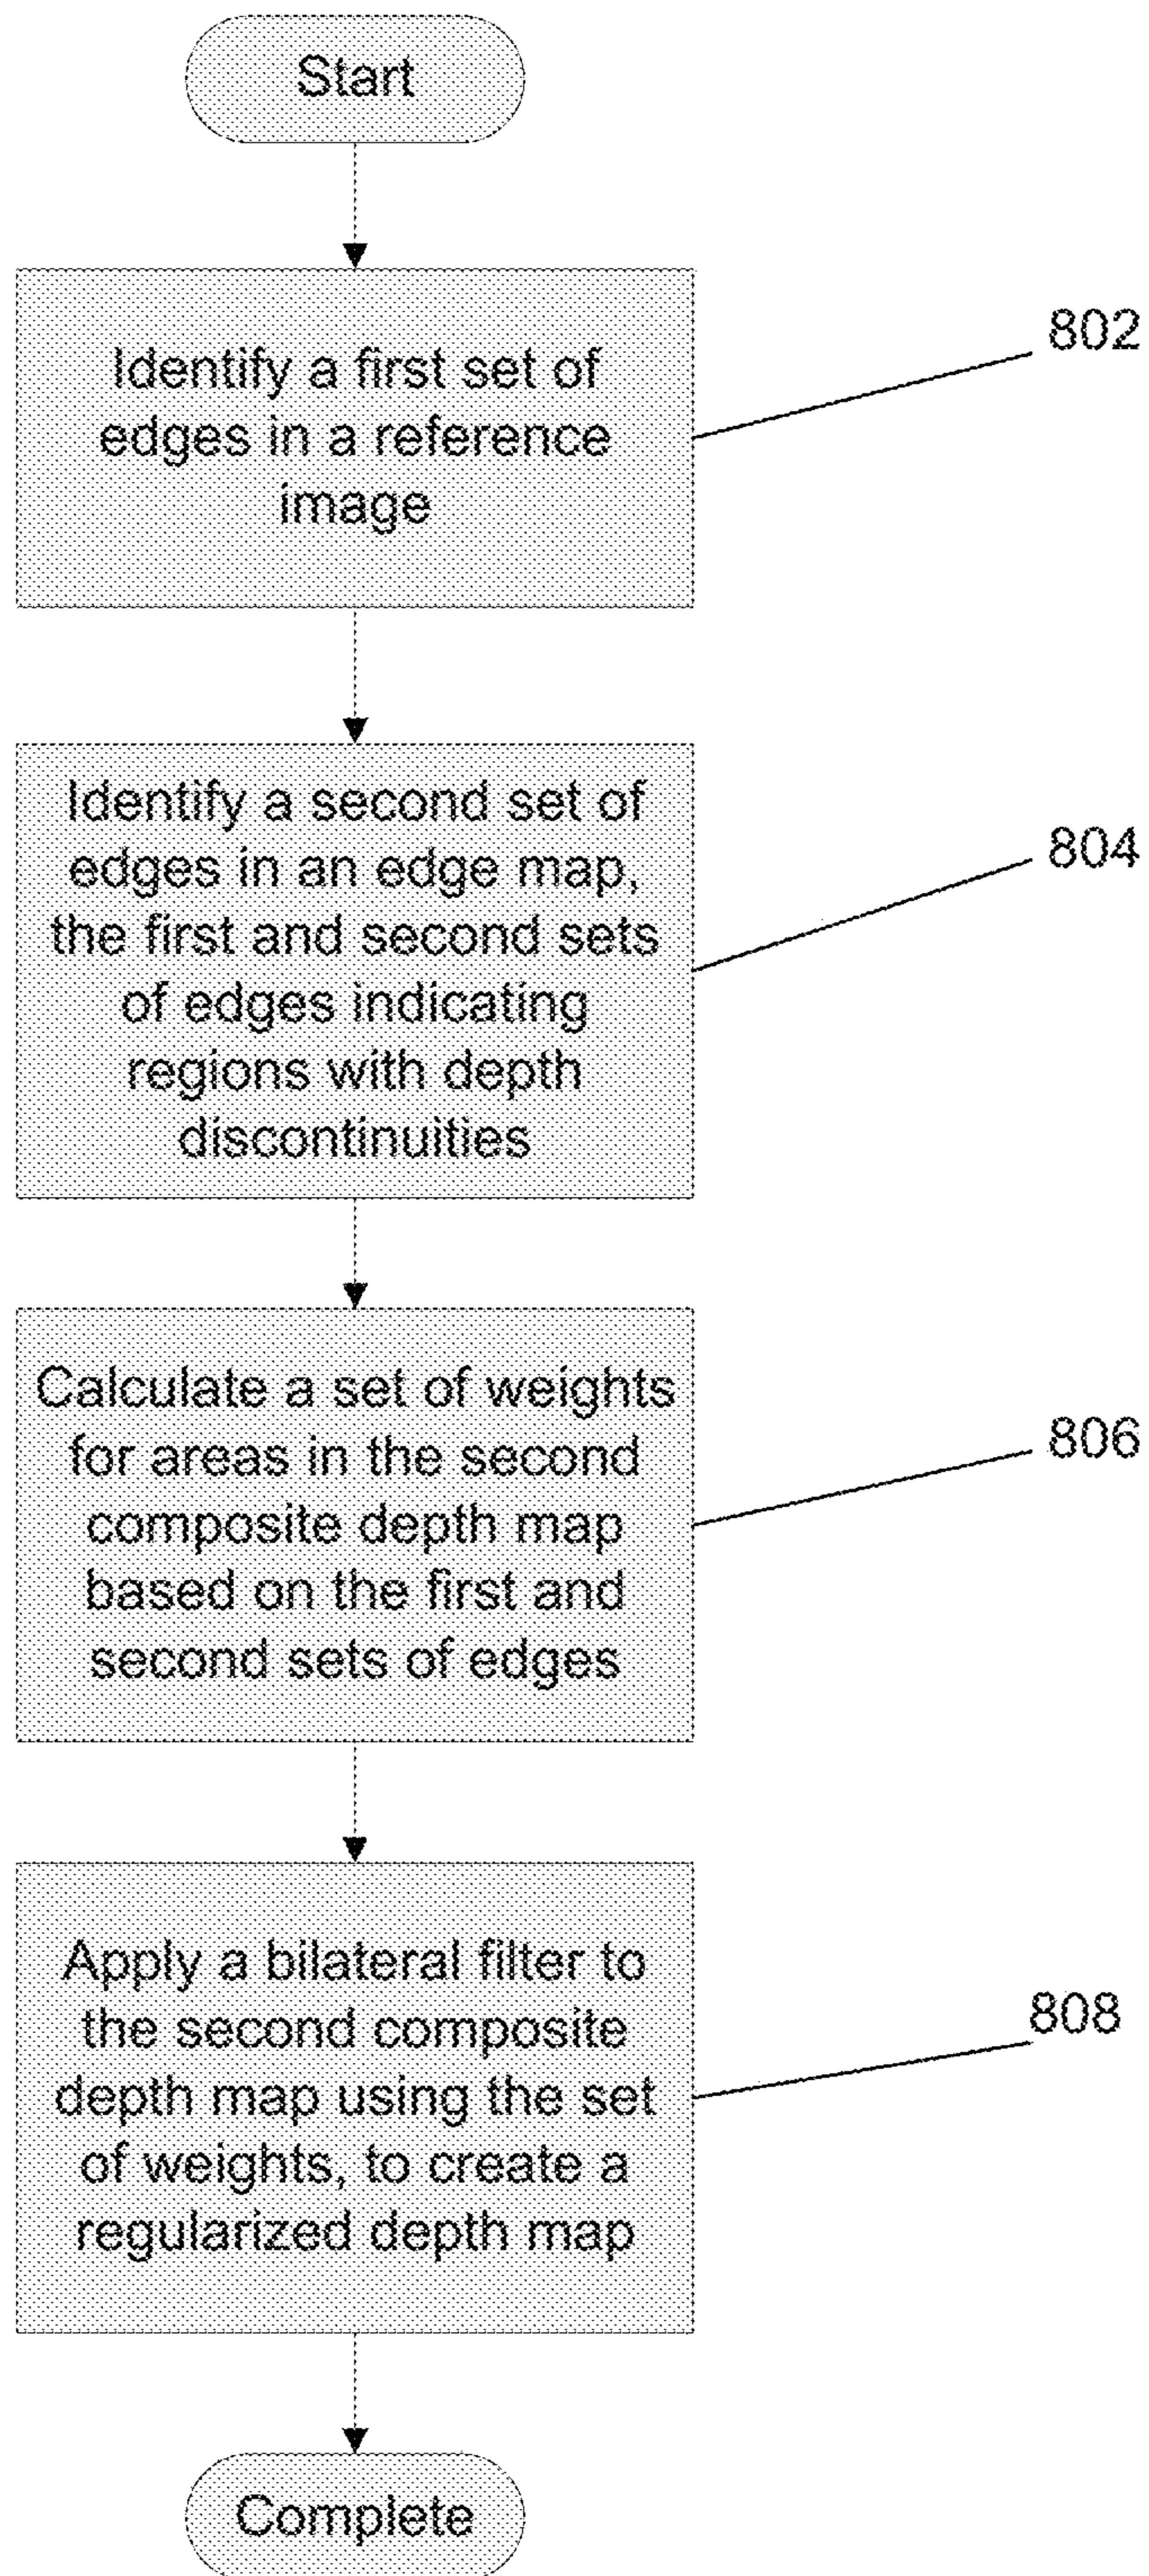 Start
Identify a first set of
edges in a reference
image
802
Identify a second set of
edges in an edge map,
the first and second sets
of edges indicating
regions with depth
discontinuities
804
Calculate a set of weights
for areas in the second
composite depth map
based on the first and
second sets of edges
806
Apply a bilateral filter to
the second composite
depth map using the set
of weights, to create a
regularized depth map
808
Complete